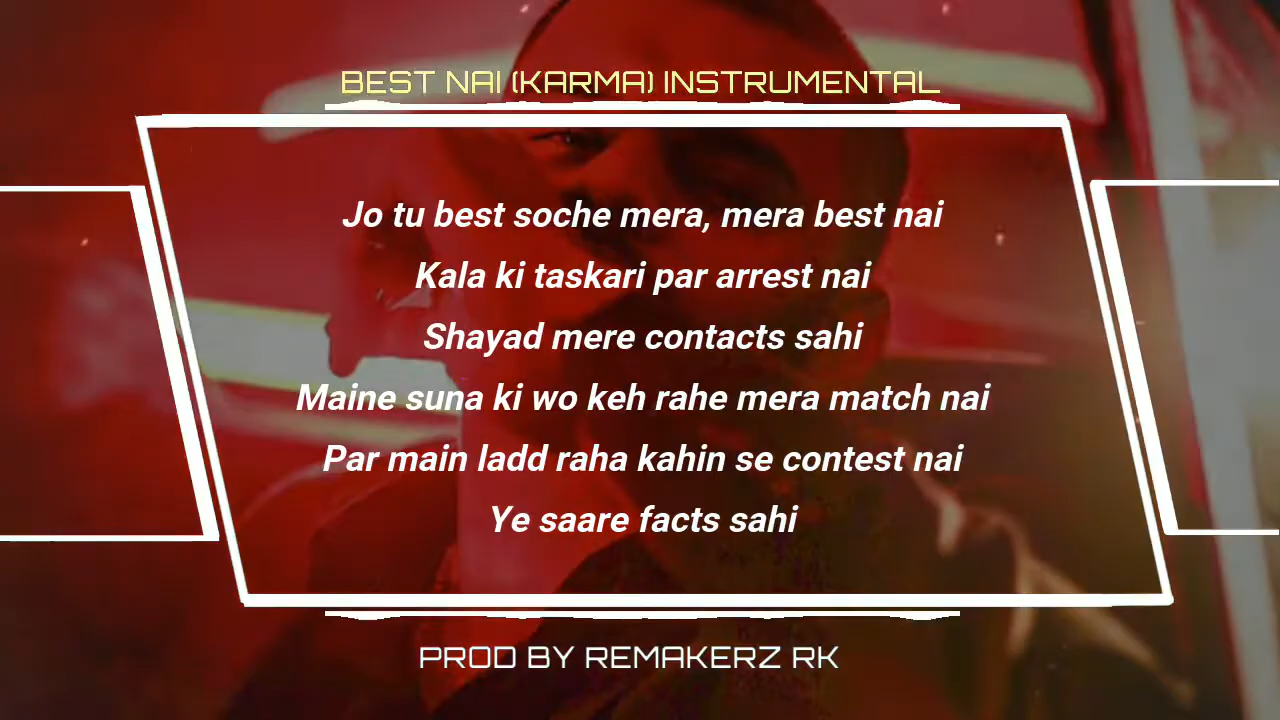 BEST NAI (KARMA) INSTRUMENTAL
Jo tu best soche mera, mera best nai
Kala ki taskari par arrest nai
Shayad mere contacts sahi
Maine suna ki wo keh rahe mera match nai
Par main ladd raha kahin se contest nai
Ye saare facts sahi
PROD BY REMAKERZ RK